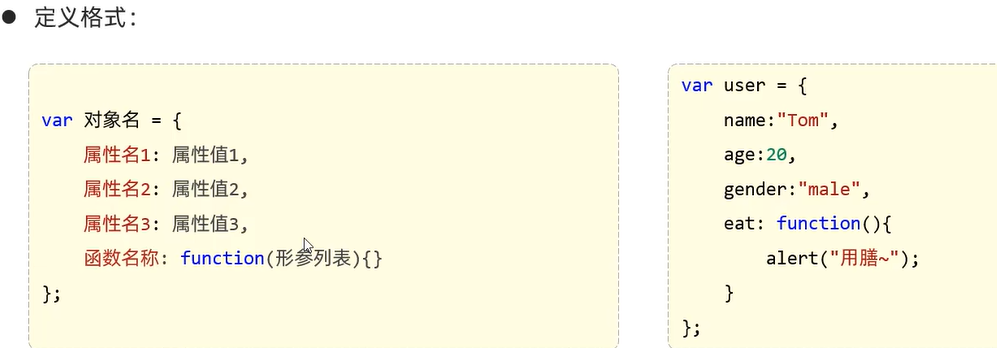 ● 定义格式：
var 对象名 = {
    属性名1: 属性值1,
    属性名2: 属性值2,
    属性名3: 属性值3,
    函数名称: function(形参列表){}
};
var user = {
    name:"Tom",
    age:20,
    gender:"male",
    eat: function(){
        alert("用膳~");
    }
};